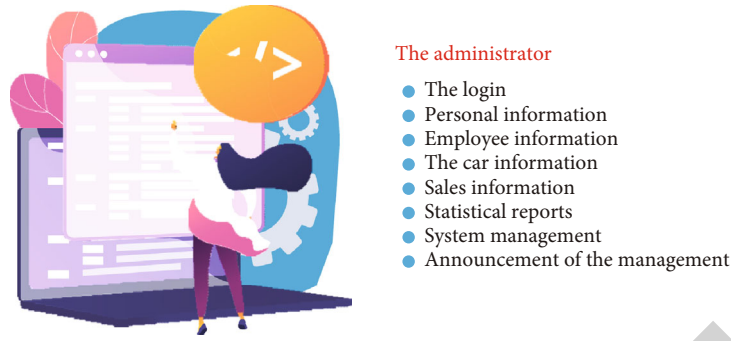 </>
The administrator
The login
Personal information
Employee information
The car information
Sales information
Statistical reports
System management
Announcement of the management